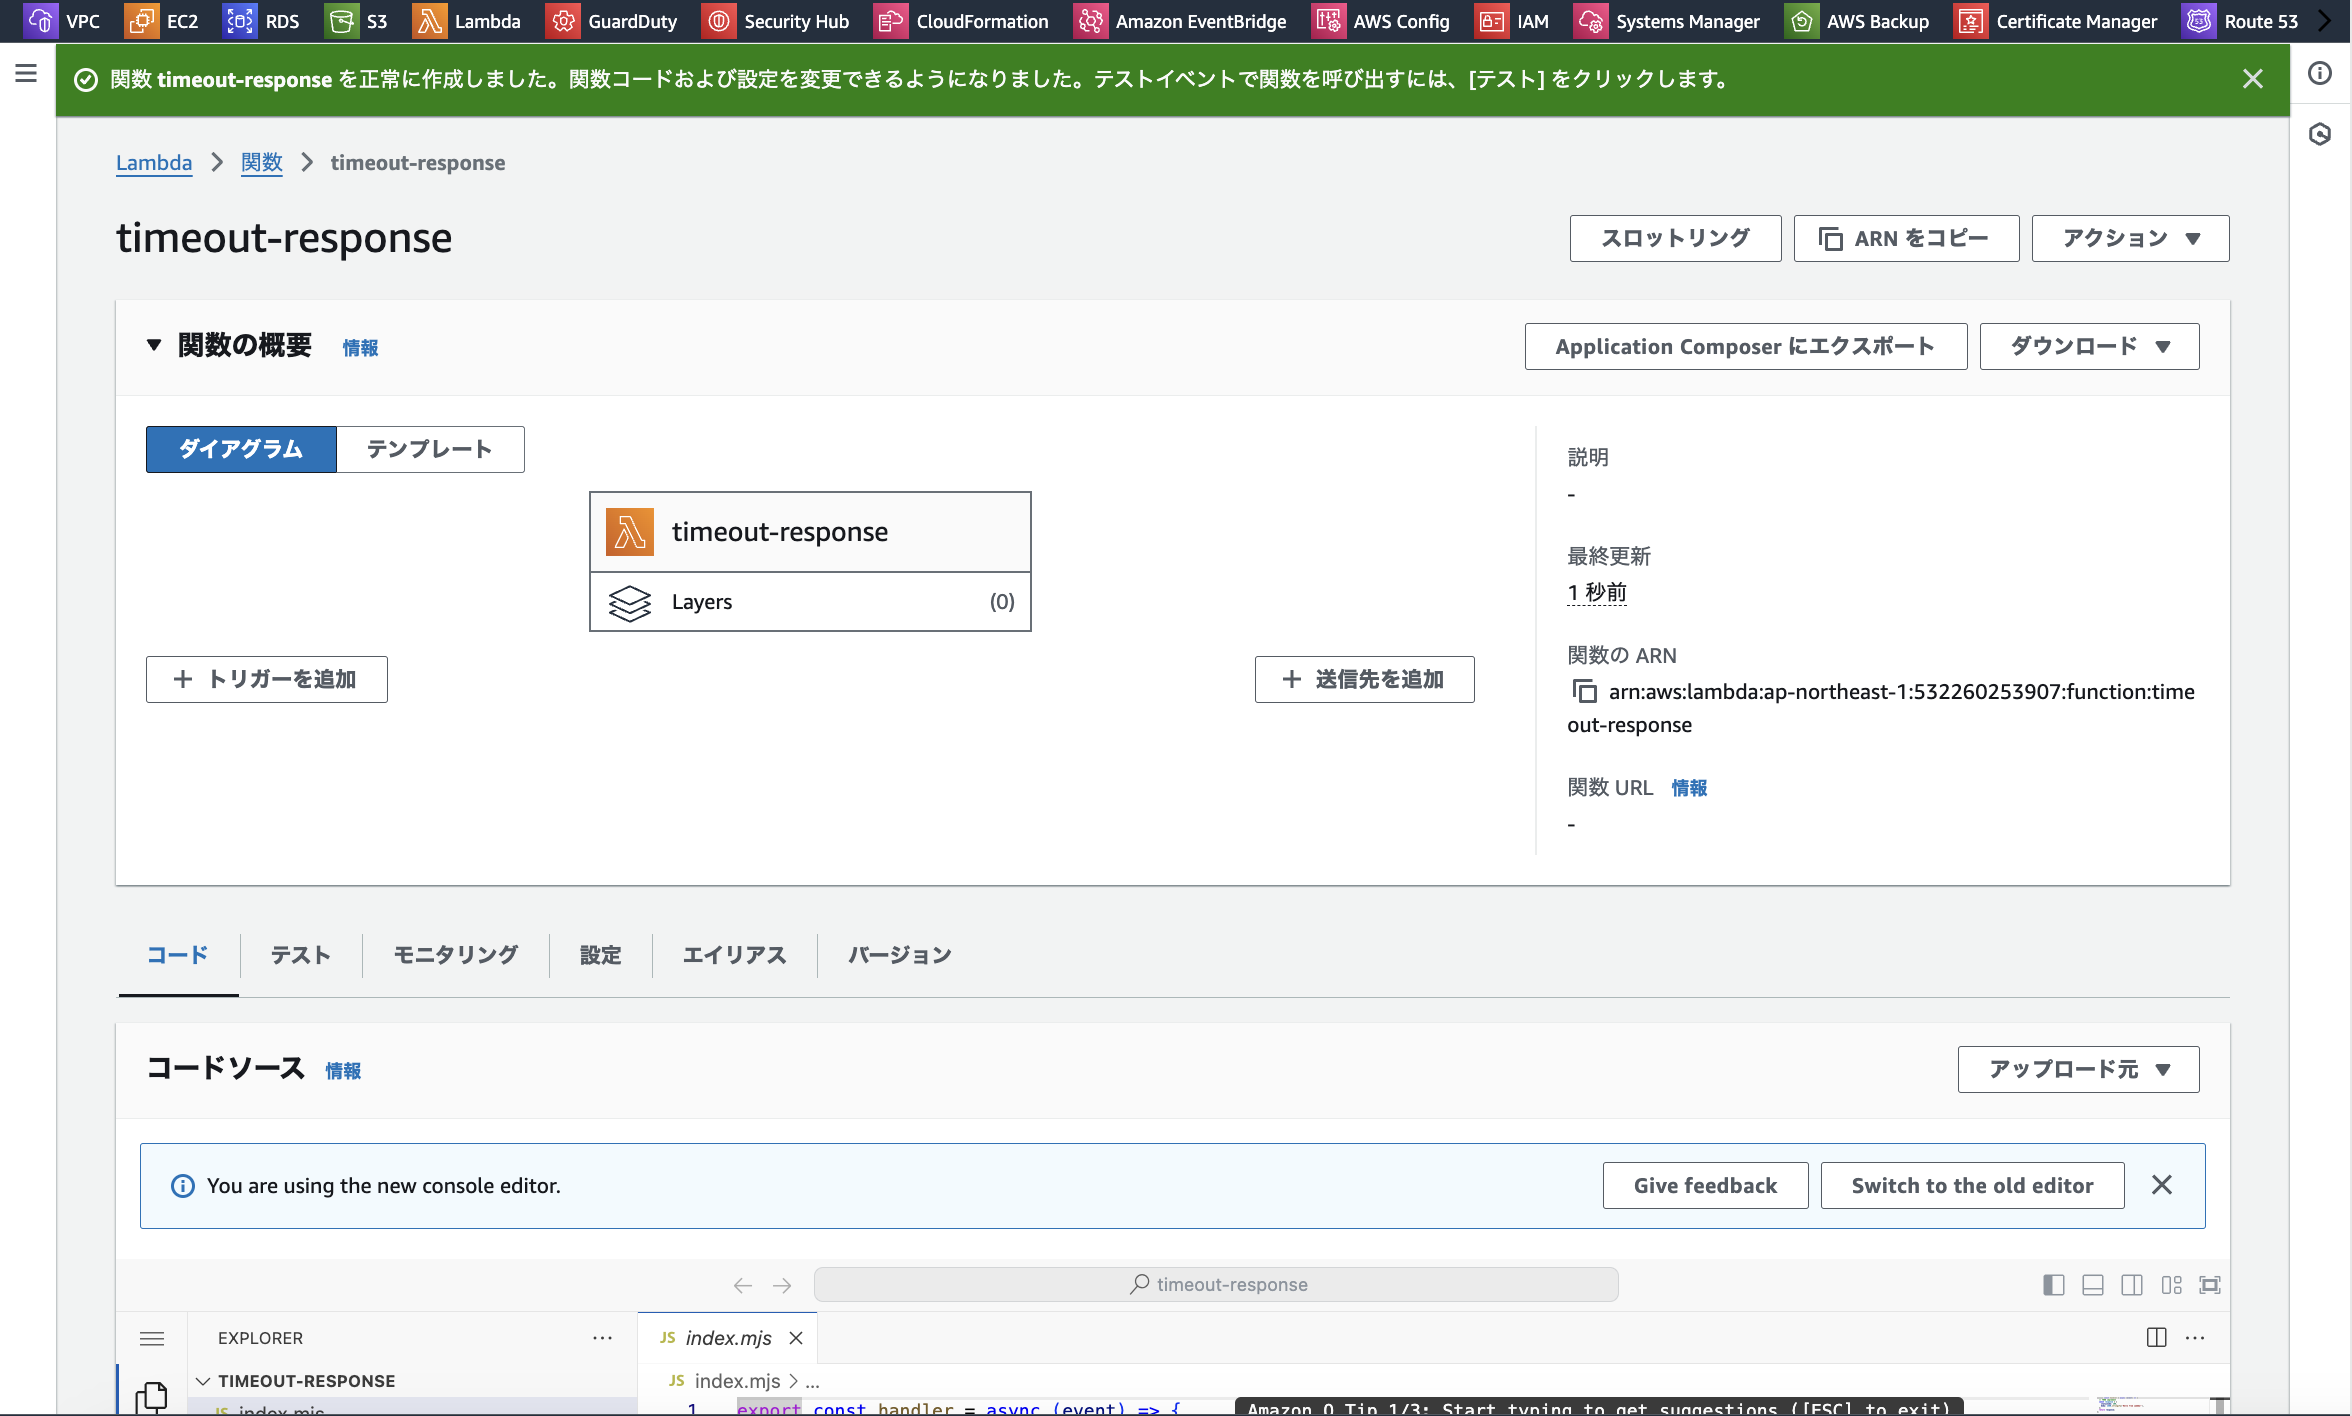 VPC EC2 RDS S3 Lambda GuardDuty Security Hub CloudFormation Amazon EventBridge AWS Config IAM Systems Manager AWS Backup Certificate Manager Route 53
関数 timeout-response を正常に作成しました。関数コードおよび設定を変更できるようになりました。テストイベントで関数を呼び出すには、[テスト] をクリックします。
Lambda 関数 timeout-response
timeout-response
スロットリング ARN をコピー アクション
関数の概要 情報
Application Composer にエクスポート ダウンロード
ダイアグラム テンプレート
timeout-response
Layers (0)
トリガーを追加
送信先を追加
説明
-
最終更新
1 秒前
関数の ARN
arn:aws:lambda:ap-northeast-1:532260253907:function:time
out-response
関数 URL 情報
-
コード テスト モニタリング 設定 エイリアス バージョン
コードソース 情報
アップロード元
You are using the new console editor.
Give feedback Switch to the old editor
timeout-response
EXPLORER ...
JS index.mjs
TIMEOUT-RESPONSE
JS index.mjs > ...
JS index.mjs
1 export const handler = async (event) => {
Amazon Q Tip 1/3: Start typing to get suggestions ([ESC] to exit)